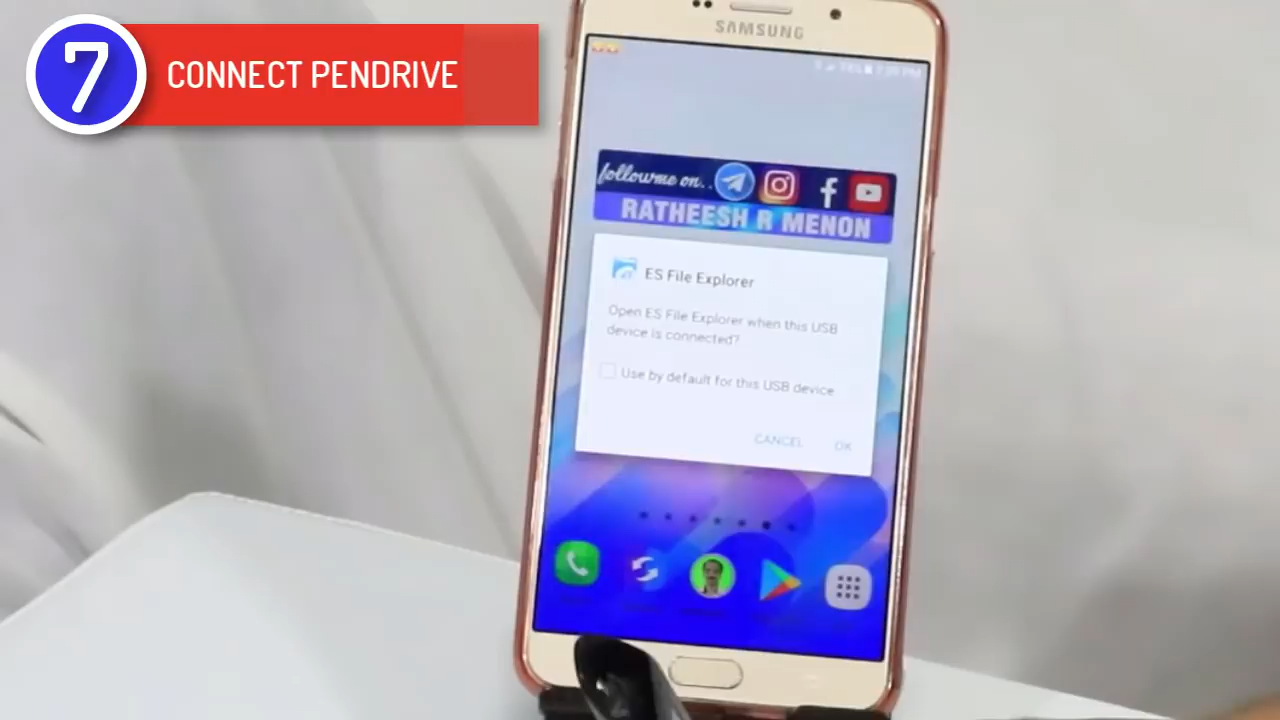 7
CONNECT PENDRIVE
SAMSUNG
followme on..
RATHEESH R MENON
ES File Explorer
Open ES File Explorer when this USB
device is connected?
Use by default for this USB device
CANCEL
OK